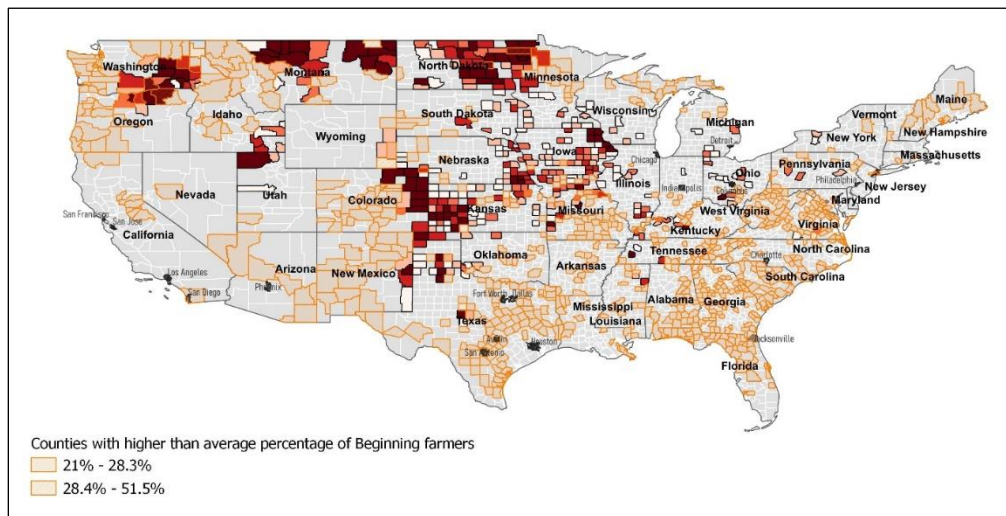 Washington
Montana
North Dakota
Minnesota
Maine
Oregon
Idaho
South Dakota
Wisconsin
Michigan
Vermont
New York
New Hampshire
Wyoming
Detroit
Massachusetts
Nebraska
Iowa
Chicago
Pennsylvania
Nevada
Utah
Colorado
Kansas
Illinois
Indianapolis
Ohio
Columbus
Philadelphia
New Jersey
Maryland
San Francisco
San Jose
California
Missouri
West Virginia
Virginia
Kentucky
Los Angeles
Arizona
New Mexico
Oklahoma
Arkansas
Tennessee
Charlotte
North Carolina
South Carolina
San Diego
Phoenix
Fort Worth
Dallas
Mississippi
Alabama
Georgia
Texas
Louisiana
Austin
Houston
San Antonio
Jacksonville
Florida
Counties with higher than average percentage of Beginning farmers
21% - 28.3%
28.4% - 51.5%